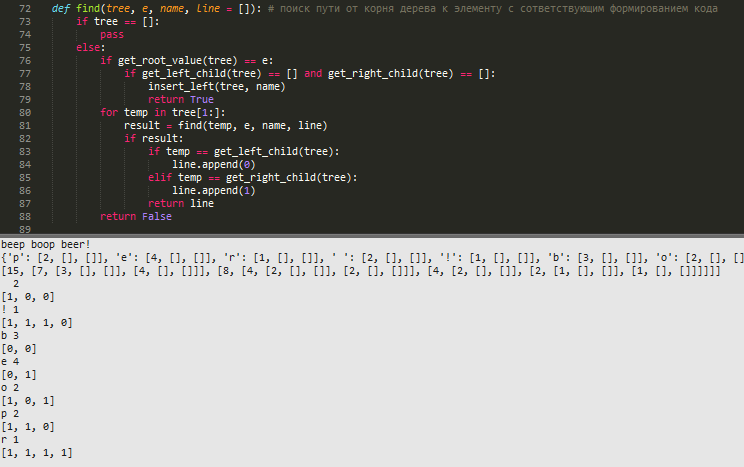 72 def find(tree, e, name, line = []): # поиск пути от корня дерева к элементу с сответствующим формированием кода
73 if tree == []:
74 pass
75 else:
76 if get_root_value(tree) == e:
77 if get_left_child(tree) == [] and get_right_child(tree) == []:
78 insert_left(tree, name)
79 return True
80 for temp in tree[1:]:
81 result = find(temp, e, name, line)
82 if result:
83 if temp == get_left_child(tree):
84 line.append(0)
85 elif temp == get_right_child(tree):
86 line.append(1)
87 return line
88 return False
89
beep boop beer!
{'p': [2, [], []], 'e': [4, [], []], 'r': [1, [], []], ' ': [2, [], []], '!': [1, [], []], 'b': [3, [], []], 'o': [2, [], []
[15, [7, [3, [], []], [4, [], []]], [8, [4, [2, [], []], [2, [], []]], [4, [2, [], []], [2, [1, [], []], [1, [], []]]]]]
2
[1, 0, 0]
! 1
[1, 1, 1, 0]
b 3
[0, 0]
e 4
[0, 1]
o 2
[1, 0, 1]
p 2
[1, 1, 0]
r 1
[1, 1, 1, 1]